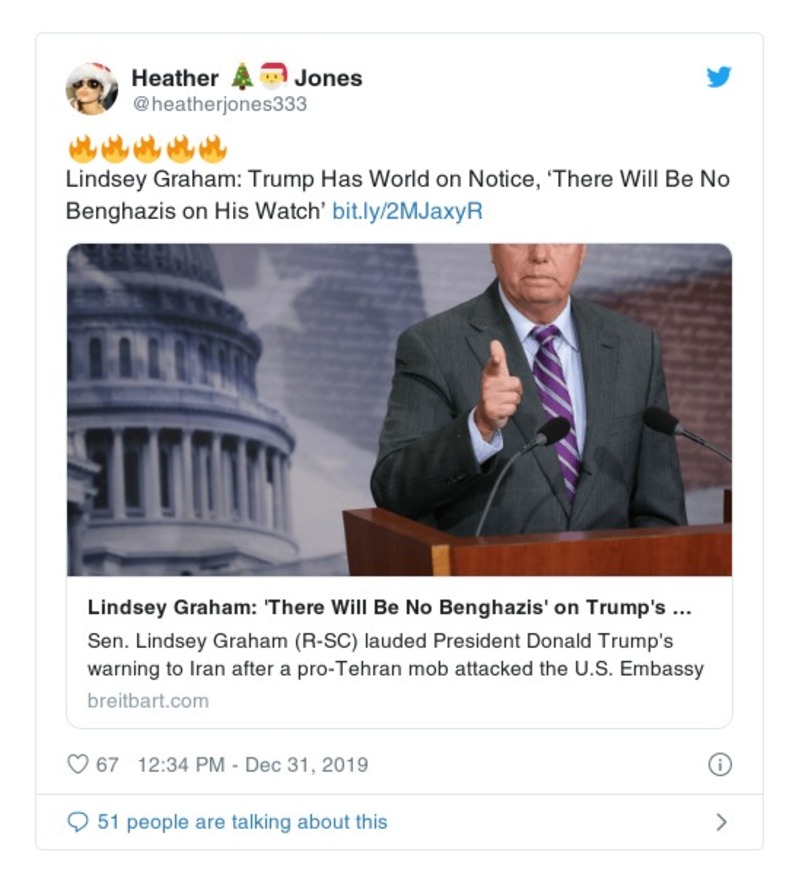 Heather 🎄🎅 Jones
@heatherjones333
🔥🔥🔥🔥🔥
Lindsey Graham: Trump Has World on Notice, ‘There Will Be No
Benghazis on His Watch’ bit.ly/2MJaxyR
Lindsey Graham: 'There Will Be No Benghazis' on Trump's ...
Sen. Lindsey Graham (R-SC) lauded President Donald Trump's
warning to Iran after a pro-Tehran mob attacked the U.S. Embassy
breitbart.com
67 12:34 PM - Dec 31, 2019
51 people are talking about this